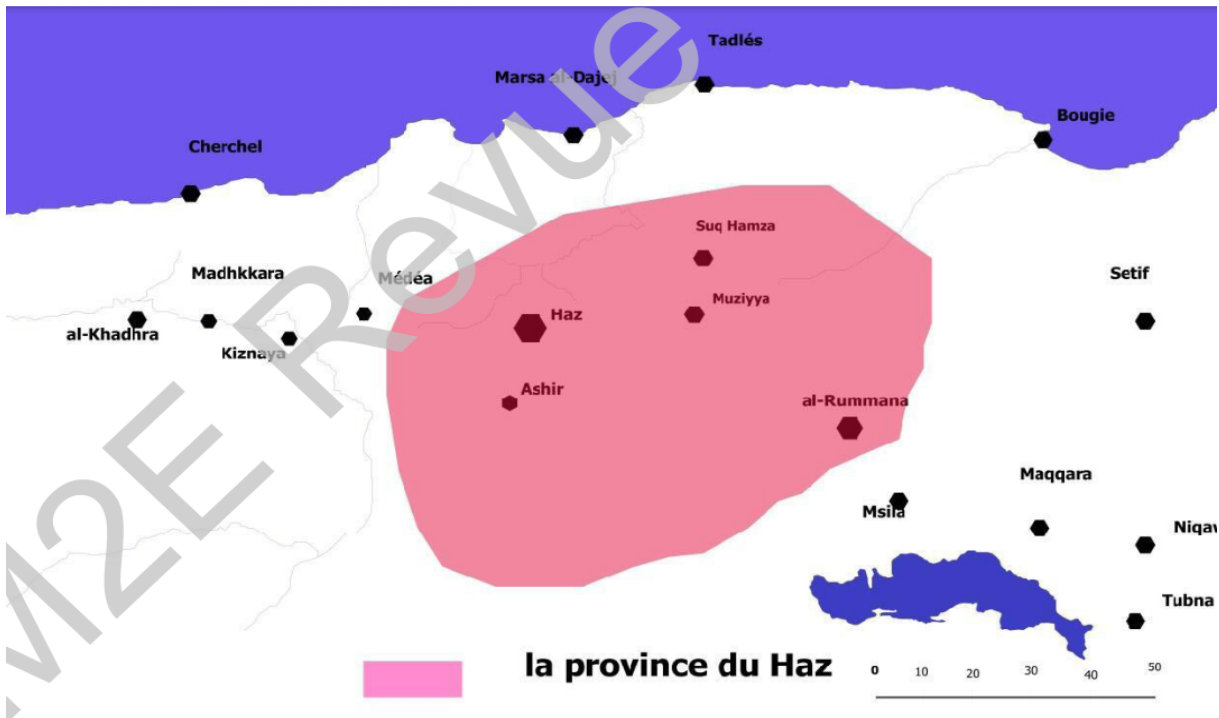 Tadlés
Marsa al-Dajej
Bougie
Cherchel
Suq Hamza
Madhkkara
Médéa
Setif
Muziyya
Haz
al-Khadhra
Kiznaya
Ashir
al-Rummana
Maqqara
Msila
Niqav
Tubna
la province du Haz
0 10 20 30 40 50
M2E Revue